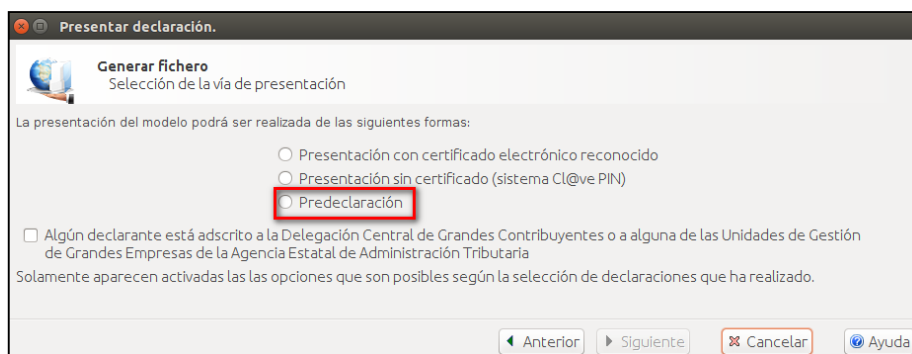 Presentar declaración.
Generar fichero
Selección de la vía de presentación
La presentación del modelo podrá ser realizada de las siguientes formas:
Presentación con certificado electrónico reconocido
Presentación sin certificado (sistema Cl@ve PIN)
Predeclaración
Algún declarante está adscrito a la Delegación Central de Grandes Contribuyentes o a alguna de las Unidades de Gestión
de Grandes Empresas de la Agencia Estatal de Administración Tributaria
Solamente aparecen activadas las las opciones que son posibles según la selección de declaraciones que ha realizado.
Anterior Siguiente Cancelar Ayuda